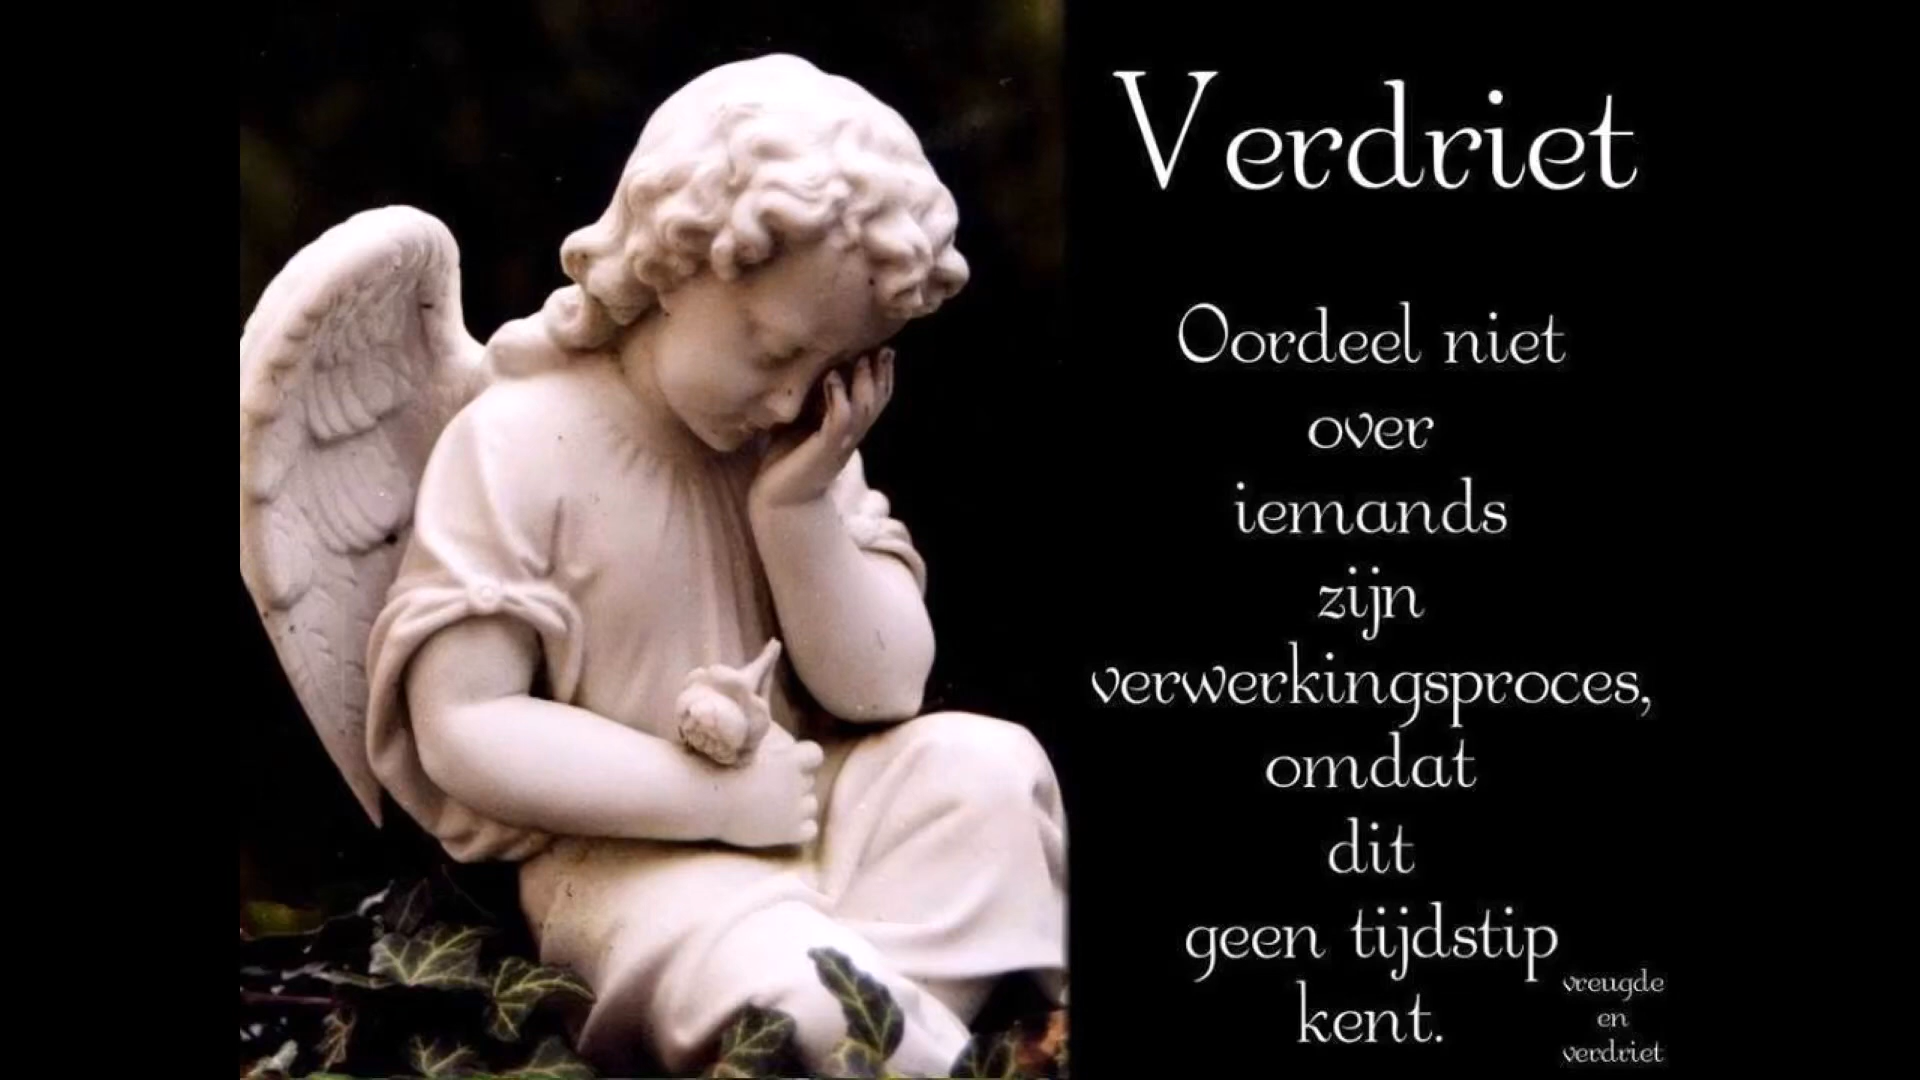 Verdriet
Oordeel niet
over
iemands
zijn
verwerkingsproces,
omdat
dit
geen tijdstip
kent.
vreugde
en
verdriet